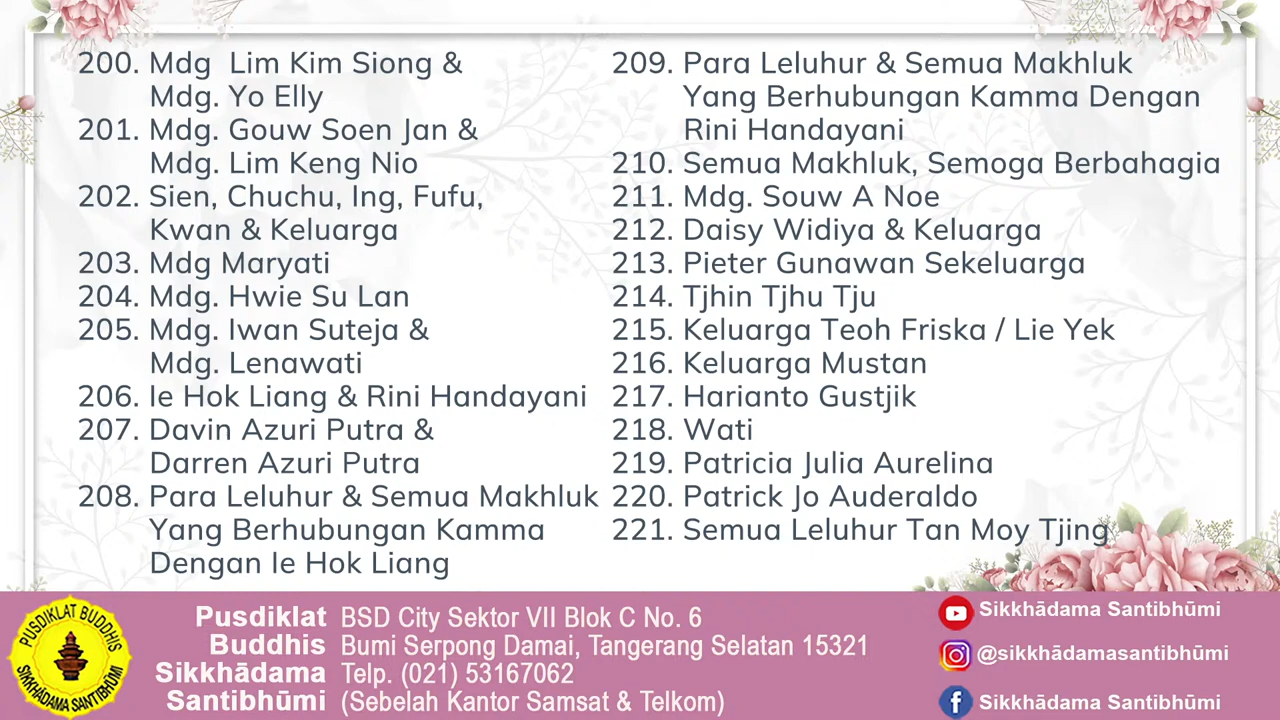 200. Mdg  Lim Kim Siong &
Mdg. Yo Elly
201. Mdg. Gouw Soen Jan &
Mdg. Lim Keng Nio
202. Sien, Chuchu, Ing, Fufu,
Kwan & Keluarga
203. Mdg Maryati
204. Mdg. Hwie Su Lan
205. Mdg. Iwan Suteja &
Mdg. Lenawati
206. Ie Hok Liang & Rini Handayani
207. Davin Azuri Putra &
Darren Azuri Putra
208. Para Leluhur & Semua Makhluk
Yang Berhubungan Kamma
Dengan Ie Hok Liang
209. Para Leluhur & Semua Makhluk
Yang Berhubungan Kamma Dengan
Rini Handayani
210. Semua Makhluk, Semoga Berbahagia
211. Mdg. Souw A Noe
212. Daisy Widiya & Keluarga
213. Pieter Gunawan Sekeluarga
214. Tjhin Tjhu Tju
215. Keluarga Teoh Friska / Lie Yek
216. Keluarga Mustan
217. Harianto Gustjik
218. Wati
219. Patricia Julia Aurelina
220. Patrick Jo Auderaldo
221. Semua Leluhur Tan Moy Tjing
PUSDIKLAT BUDDHIS
SIKKHĀDAMA SANTIBHŪMI
Pusdiklat
Buddhis
Sikkhādama
Santibhūmi
BSD City Sektor VII Blok C No. 6
Bumi Serpong Damai, Tangerang Selatan 15321
Telp. (021) 53167062
(Sebelah Kantor Samsat & Telkom)
Sikkhādama Santibhūmi
@sikkhādamasantibhūmi
Sikkhādama Santibhūmi